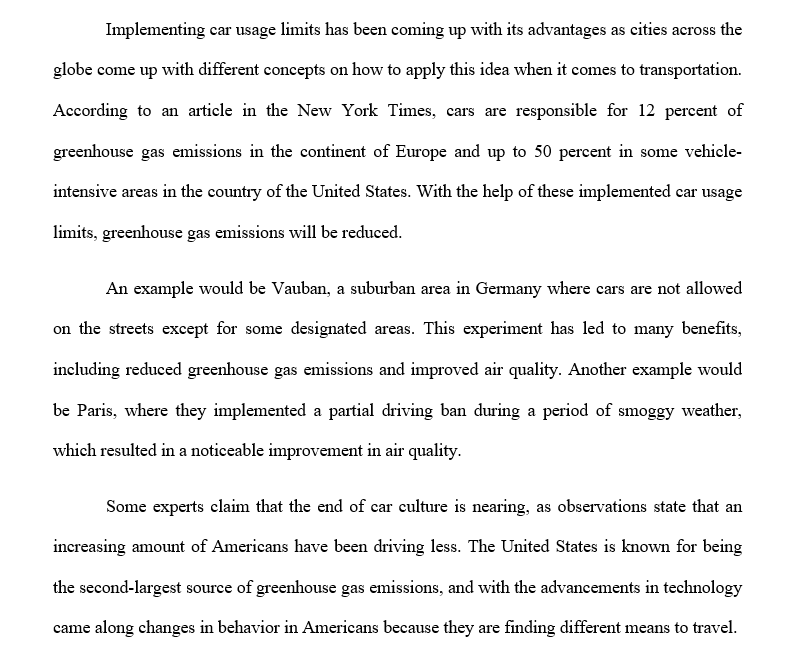 Implementing car usage limits has been coming up with its advantages as cities across the
globe come up with different concepts on how to apply this idea when it comes to transportation.
According to an article in the New York Times, cars are responsible for 12 percent of
greenhouse gas emissions in the continent of Europe and up to 50 percent in some vehicle-
intensive areas in the country of the United States. With the help of these implemented car usage
limits, greenhouse gas emissions will be reduced.
An example would be Vauban, a suburban area in Germany where cars are not allowed
on the streets except for some designated areas. This experiment has led to many benefits,
including reduced greenhouse gas emissions and improved air quality. Another example would
be Paris, where they implemented a partial driving ban during a period of smoggy weather,
which resulted in a noticeable improvement in air quality.
Some experts claim that the end of car culture is nearing, as observations state that an
increasing amount of Americans have been driving less. The United States is known for being
the second-largest source of greenhouse gas emissions, and with the advancements in technology
came along changes in behavior in Americans because they are finding different means to travel.